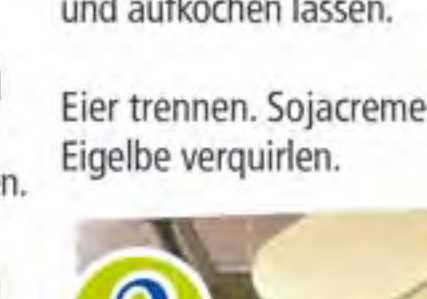 und aufkochen lassen.
Eier trennen. Sojacreme
Eigelbe verquirlen.
n.